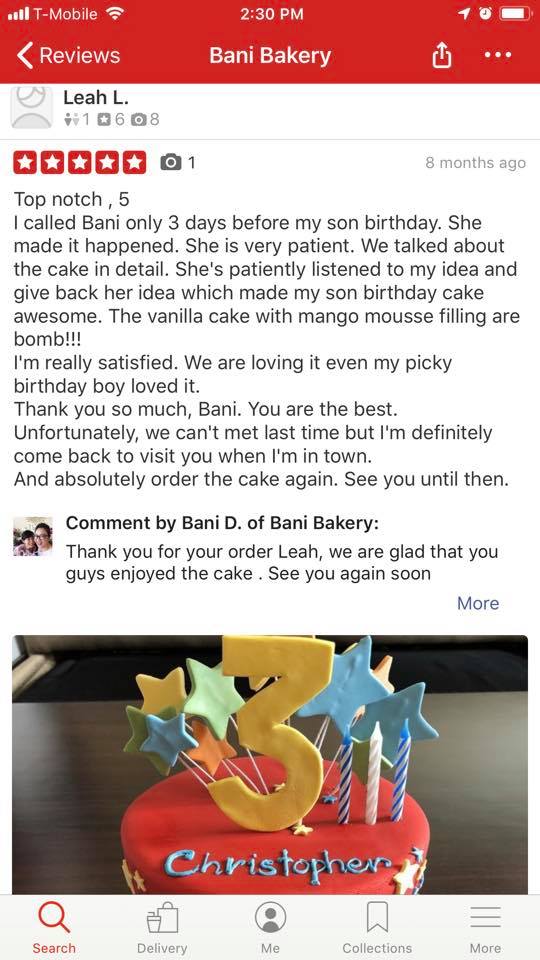 T-Mobile 2:30 PM
Reviews Bani Bakery
Leah L.
1 6 8
1 8 months ago
Top notch , 5
I called Bani only 3 days before my son birthday. She
made it happened. She is very patient. We talked about
the cake in detail. She's patiently listened to my idea and
give back her idea which made my son birthday cake
awesome. The vanilla cake with mango mousse filling are
bomb!!!
I'm really satisfied. We are loving it even my picky
birthday boy loved it.
Thank you so much, Bani. You are the best.
Unfortunately, we can't met last time but I'm definitely
come back to visit you when I'm in town.
And absolutely order the cake again. See you until then.
Comment by Bani D. of Bani Bakery:
Thank you for your order Leah, we are glad that you
guys enjoyed the cake . See you again soon
More
3
Christopher
Search Delivery Me Collections More